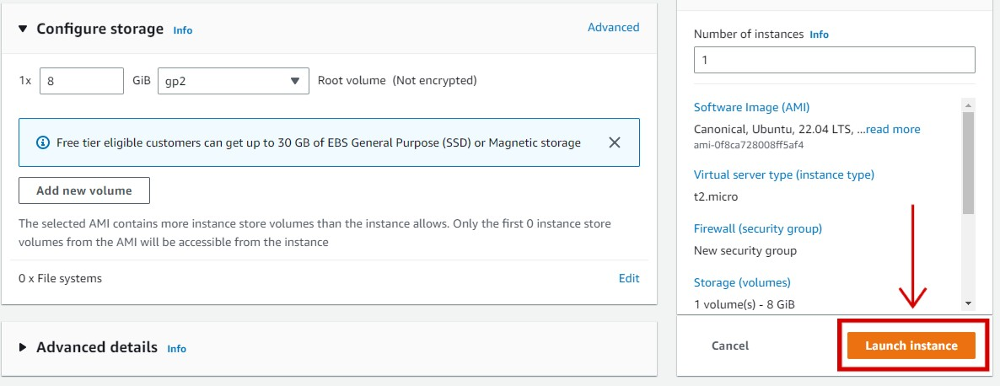 Configure storage Info
Advanced
1x 8 GiB gp2 Root volume (Not encrypted)
Free tier eligible customers can get up to 30 GB of EBS General Purpose (SSD) or Magnetic storage
Add new volume
The selected AMI contains more instance store volumes than the instance allows. Only the first 0 instance store
volumes from the AMI will be accessible from the instance
0 x File systems
Edit
Advanced details Info
Number of instances Info
1
Software Image (AMI)
Canonical, Ubuntu, 22.04 LTS, ...read more
ami-0f8ca728008ff5af4
Virtual server type (instance type)
t2.micro
Firewall (security group)
New security group
Storage (volumes)
1 volume(s) - 8 GiB
Cancel
Launch instance